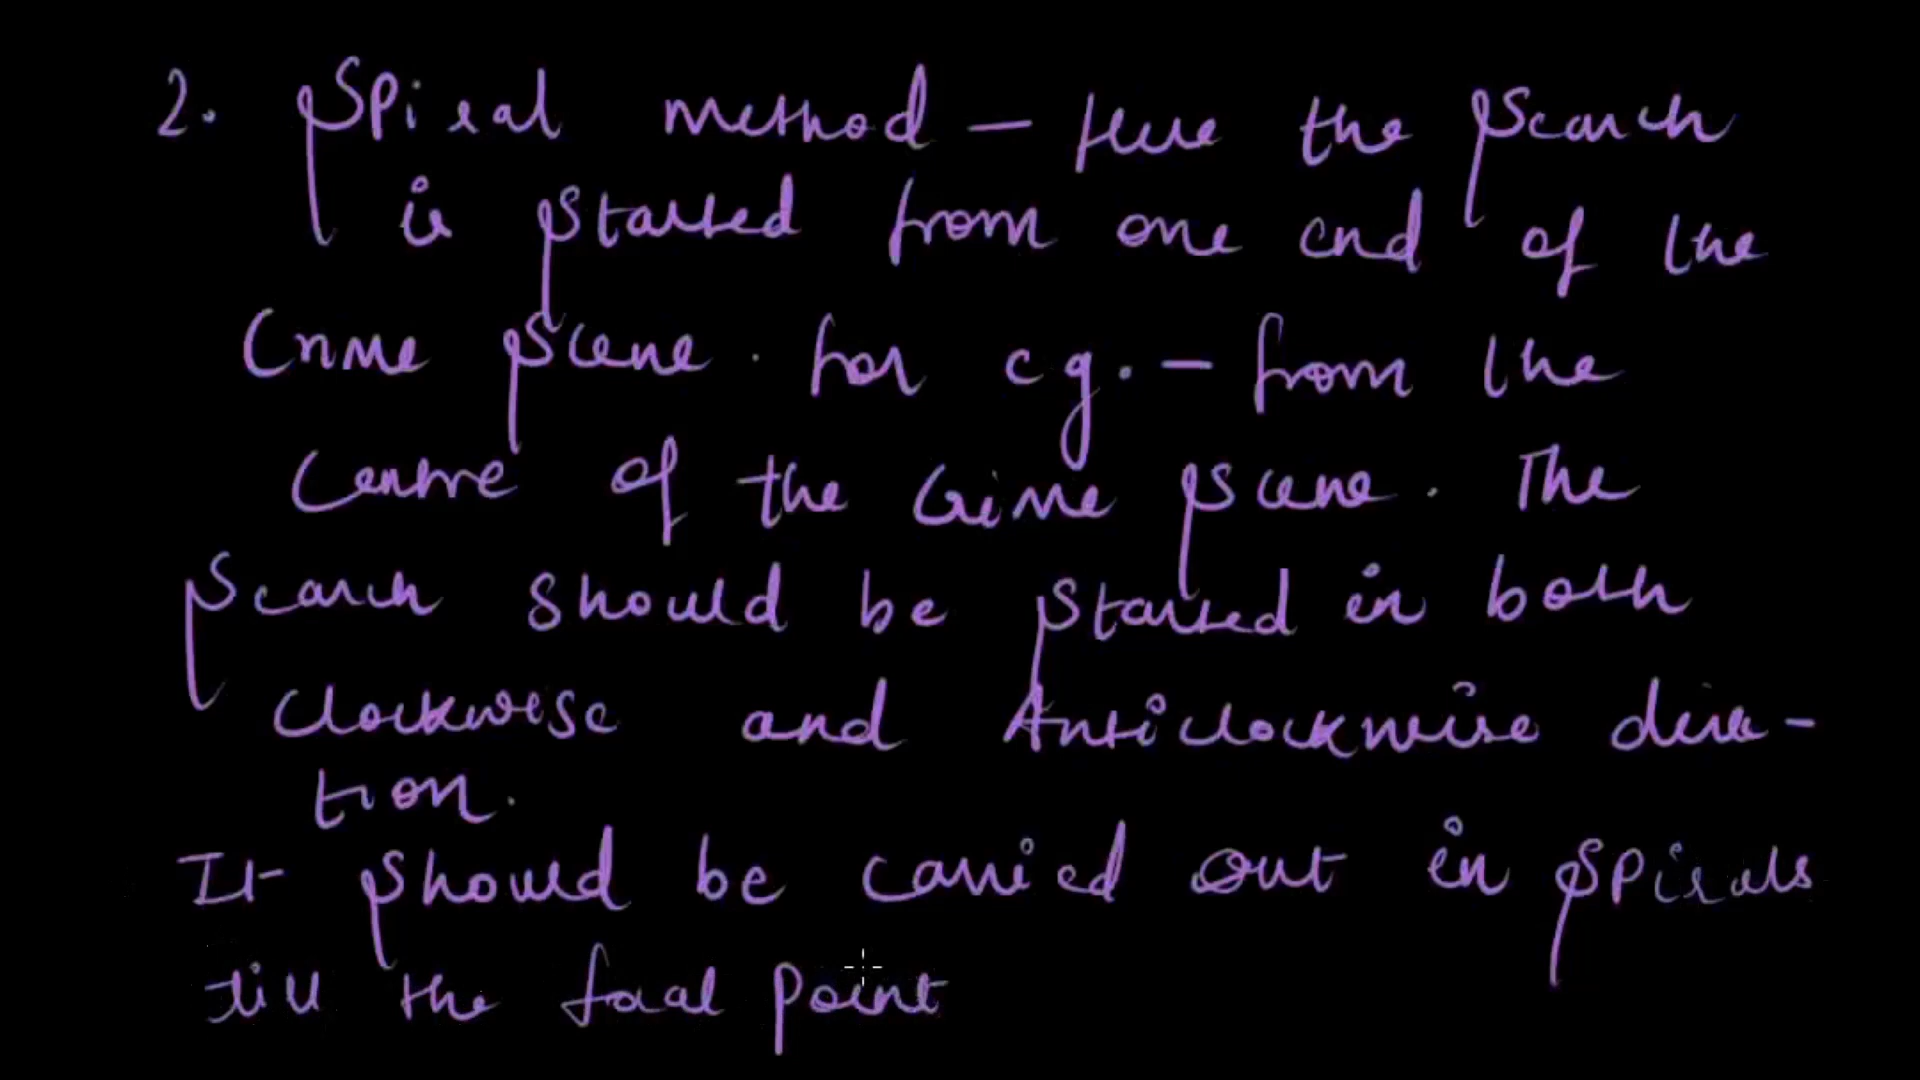 2. Spiral method - Here the Search
is Started from one end of the
Crime Scene. For eg. - from the
Centre of the Crime Scene. The
Search should be Started in both
Clockwise and Anticlockwise direc-
tion.
It should be carried out in Spirals
till the focal point